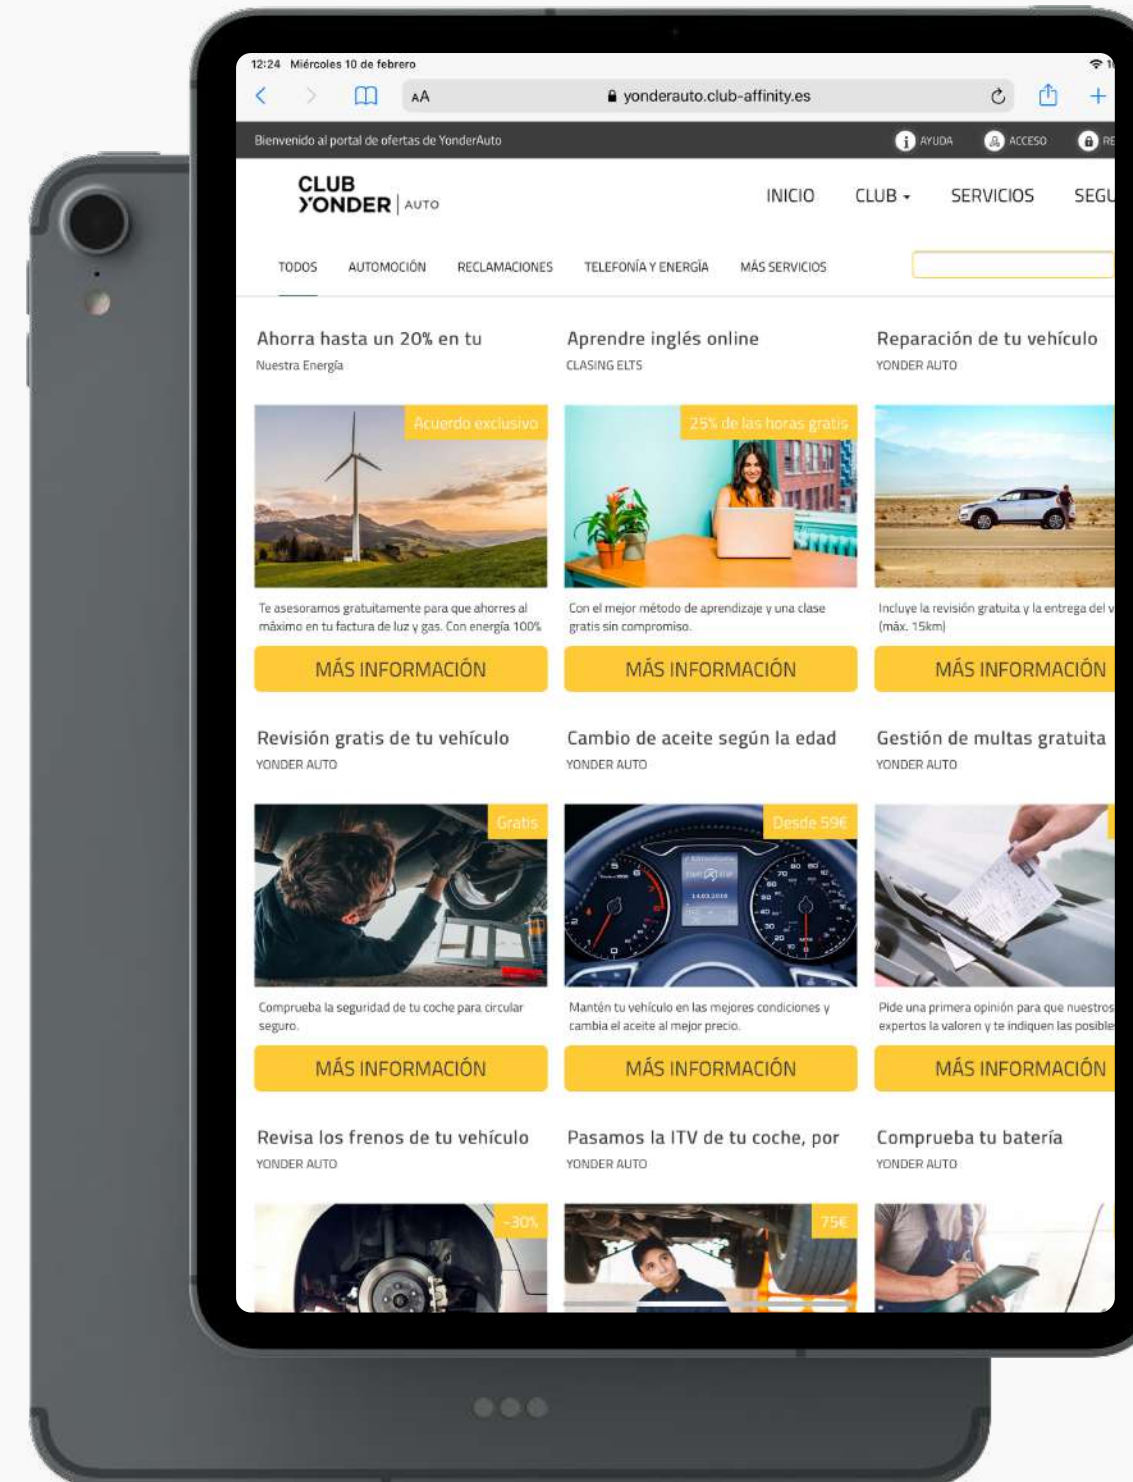 12:24 Miércoles 10 de febrero
AA
yonderauto.club-affinity.es
Bienvenido al portal de ofertas de YonderAuto
AYUDA ACCESO
CLUB
YONDER AUTO
INICIO CLUB SERVICIOS
TODOS AUTOMOCIÓN RECLAMACIONES TELEFONÍA Y ENERGÍA MÁS SERVICIOS
Ahorra hasta un 20% en tu
Nuestra Energía
Acuerdo exclusivo
Te asesoramos gratuitamente para que ahorres al
máximo en tu factura de luz y gas. Con energía 100%
MÁS INFORMACIÓN
Aprendre inglés online
CLASING ELTS
25% de las horas gratis
Con el mejor método de aprendizaje y una clase
gratis sin compromiso.
MÁS INFORMACIÓN
Reparación de tu vehículo
YONDER AUTO
Incluye la revisión gratuita y la entrega del
(máx. 15km)
MÁS INFORMACIÓN
Revisión gratis de tu vehículo
YONDER AUTO
Gratis
Comprueba la seguridad de tu coche para circular
seguro.
MÁS INFORMACIÓN
Cambio de aceite según la edad
YONDER AUTO
Desde 59€
Mantén tu vehículo en las mejores condiciones y
cambia el aceite al mejor precio.
MÁS INFORMACIÓN
Gestión de multas gratuita
YONDER AUTO
Pide una primera opinión para que nuestros
expertos la valoren y te indiquen las posible
MÁS INFORMACIÓN
Revisa los frenos de tu vehículo
YONDER AUTO
-30%
Pasamos la ITV de tu coche, por
YONDER AUTO
75€
Comprueba tu batería
YONDER AUTO